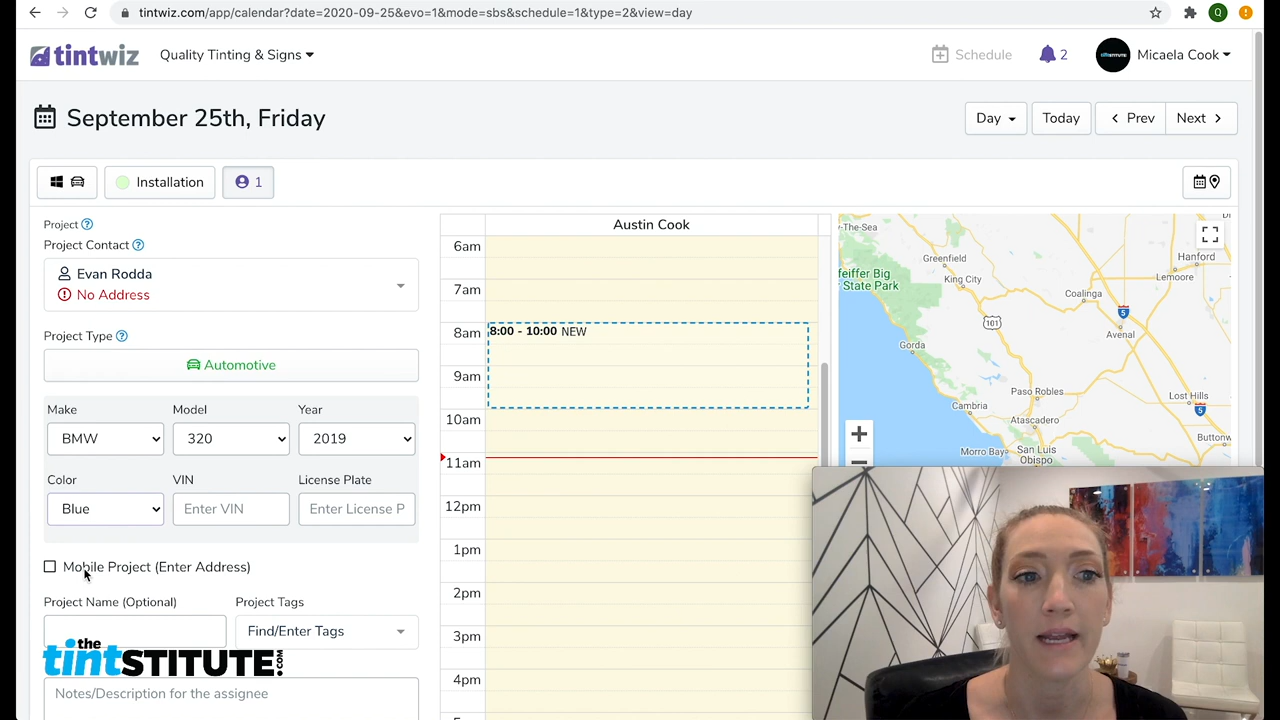 tintwiz.com/app/calendar?date=2020-09-25&evo=1&mode=sbs&schedule=1&type=2&view=day
Q
tintwiz
Quality Tinting & Signs
Schedule
2
Micaela Cook
September 25th, Friday
Day
Today
Prev
Next
Installation
1
Project
Project Contact
Evan Rodda
No Address
Project Type
Automotive
Make
Model
Year
BMW
320
2019
Color
VIN
License Plate
Blue
Enter VIN
Enter License P
Mobile Project (Enter Address)
Project Name (Optional)
Project Tags
Find/Enter Tags
the
tintSTITUTE.COM
Notes/Description for the assignee
Austin Cook
6am
7am
8am
8:00 - 10:00 NEW
9am
10am
11am
12pm
1pm
2pm
3pm
4pm
-The-Sea
Greenfield
King City
Hanford
Lemoore
feiffer Big
State Park
Coalinga
101
5
Avenal
Gorda
Paso Robles
Lost Hills
5
Cambria
Atascadero
Buttonw
Morro Bay
San Luis
Obispo